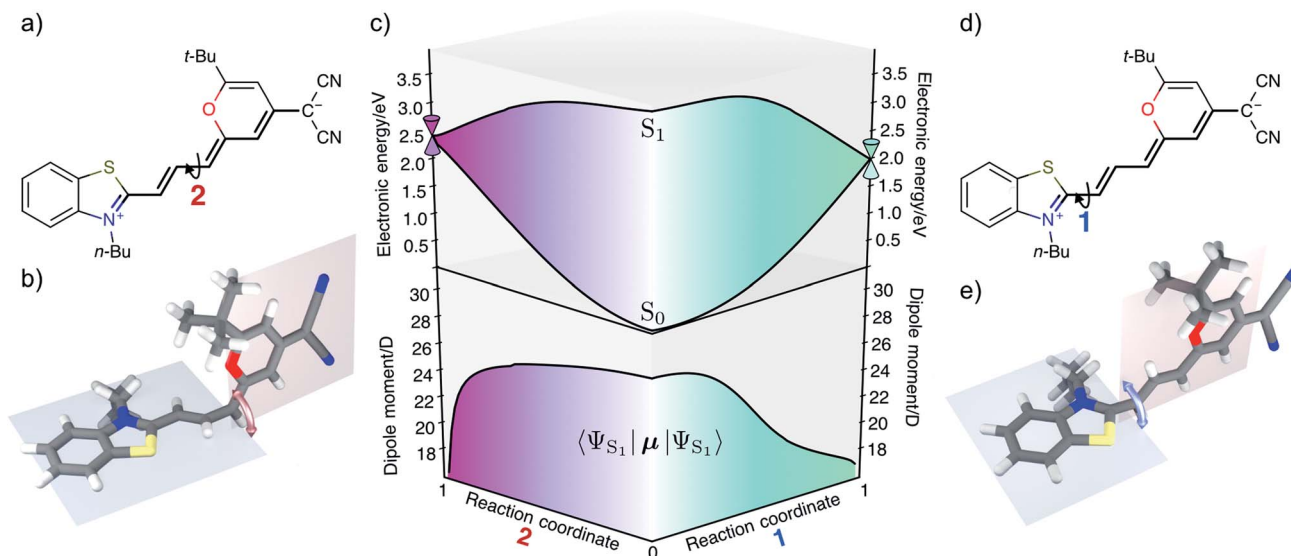 a)
t-Bu
O
CN
C⁻
CN
S
2
N⁺
n-Bu
b)
c)
Electronic energy/eV
3.5
3.0
2.5
2.0
1.5
1.0
0.5
S₁
S₀
Electronic energy/eV
3.5
3.0
2.5
2.0
1.5
1.0
0.5
Dipole moment/D
30
28
26
24
22
20
18
⟨Ψ_S₁| μ |Ψ_S₁⟩
Dipole moment/D
30
28
26
24
22
20
18
1
Reaction coordinate
2
0
Reaction coordinate
1
1
d)
t-Bu
O
CN
C⁻
CN
S
1
N⁺
n-Bu
e)